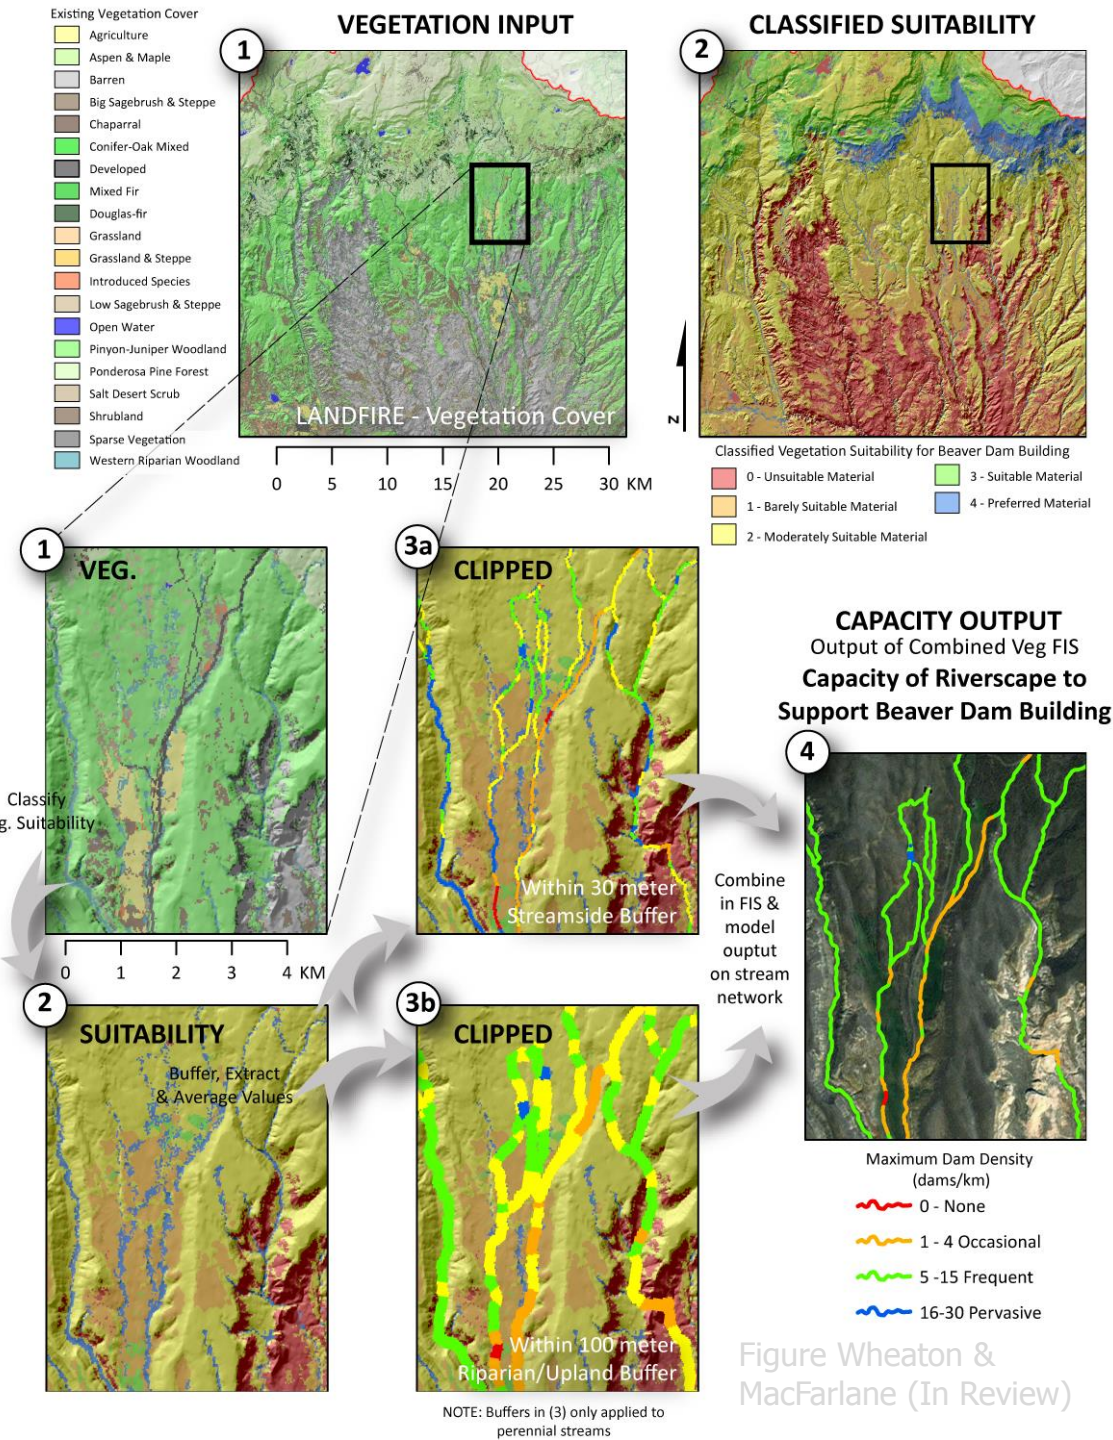 Existing Vegetation Cover
Agriculture
Aspen & Maple
Barren
Big Sagebrush & Steppe
Chaparral
Conifer-Oak Mixed
Developed
Mixed Fir
Douglas-fir
Grassland
Grassland & Steppe
Introduced Species
Low Sagebrush & Steppe
Open Water
Pinyon-Juniper Woodland
Ponderosa Pine Forest
Salt Desert Scrub
Shrubland
Sparse Vegetation
Western Riparian Woodland
VEGETATION INPUT
1
LANDFIRE - Vegetation Cover
0 5 10 15 20 25 30 KM
CLASSIFIED SUITABILITY
2
N
Classified Vegetation Suitability for Beaver Dam Building
0 - Unsuitable Material
1 - Barely Suitable Material
2 - Moderately Suitable Material
3 - Suitable Material
4 - Preferred Material
1
VEG.
Classify
g. Suitability
0 1 2 3 4 KM
2
SUITABILITY
Buffer, Extract
& Average Values
3a
CLIPPED
Within 30 meter
Streamside Buffer
3b
CLIPPED
Within 100 meter
Riparian/Upland Buffer
NOTE: Buffers in (3) only applied to
perennial streams
Combine
in FIS &
model
ouptut
on stream
network
CAPACITY OUTPUT
Output of Combined Veg FIS
Capacity of Riverscape to
Support Beaver Dam Building
4
Maximum Dam Density
(dams/km)
0 - None
1 - 4 Occasional
5 -15 Frequent
16-30 Pervasive
Figure Wheaton &
MacFarlane (In Review)